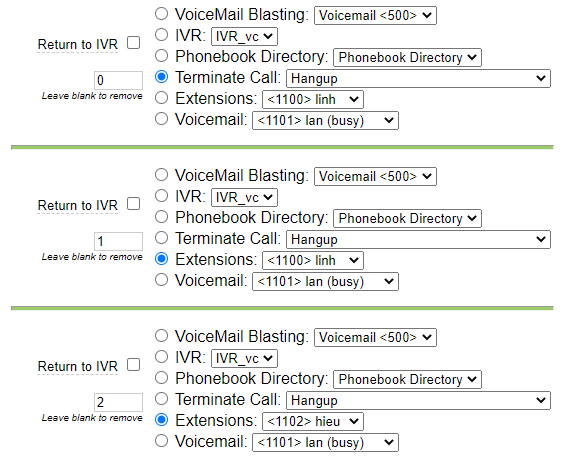 VoiceMail Blasting: Voicemail <500>
Return to IVR
IVR: IVR_vc
Phonebook Directory: Phonebook Directory
0
Terminate Call: Hangup
Leave blank to remove
Extensions: <1100> linh
Voicemail: <1101> lan (busy)
VoiceMail Blasting: Voicemail <500>
Return to IVR
IVR: IVR_vc
Phonebook Directory: Phonebook Directory
1
Terminate Call: Hangup
Leave blank to remove
Extensions: <1100> linh
Voicemail: <1101> lan (busy)
VoiceMail Blasting: Voicemail <500>
Return to IVR
IVR: IVR_vc
Phonebook Directory: Phonebook Directory
2
Terminate Call: Hangup
Leave blank to remove
Extensions: <1102> hieu
Voicemail: <1101> lan (busy)